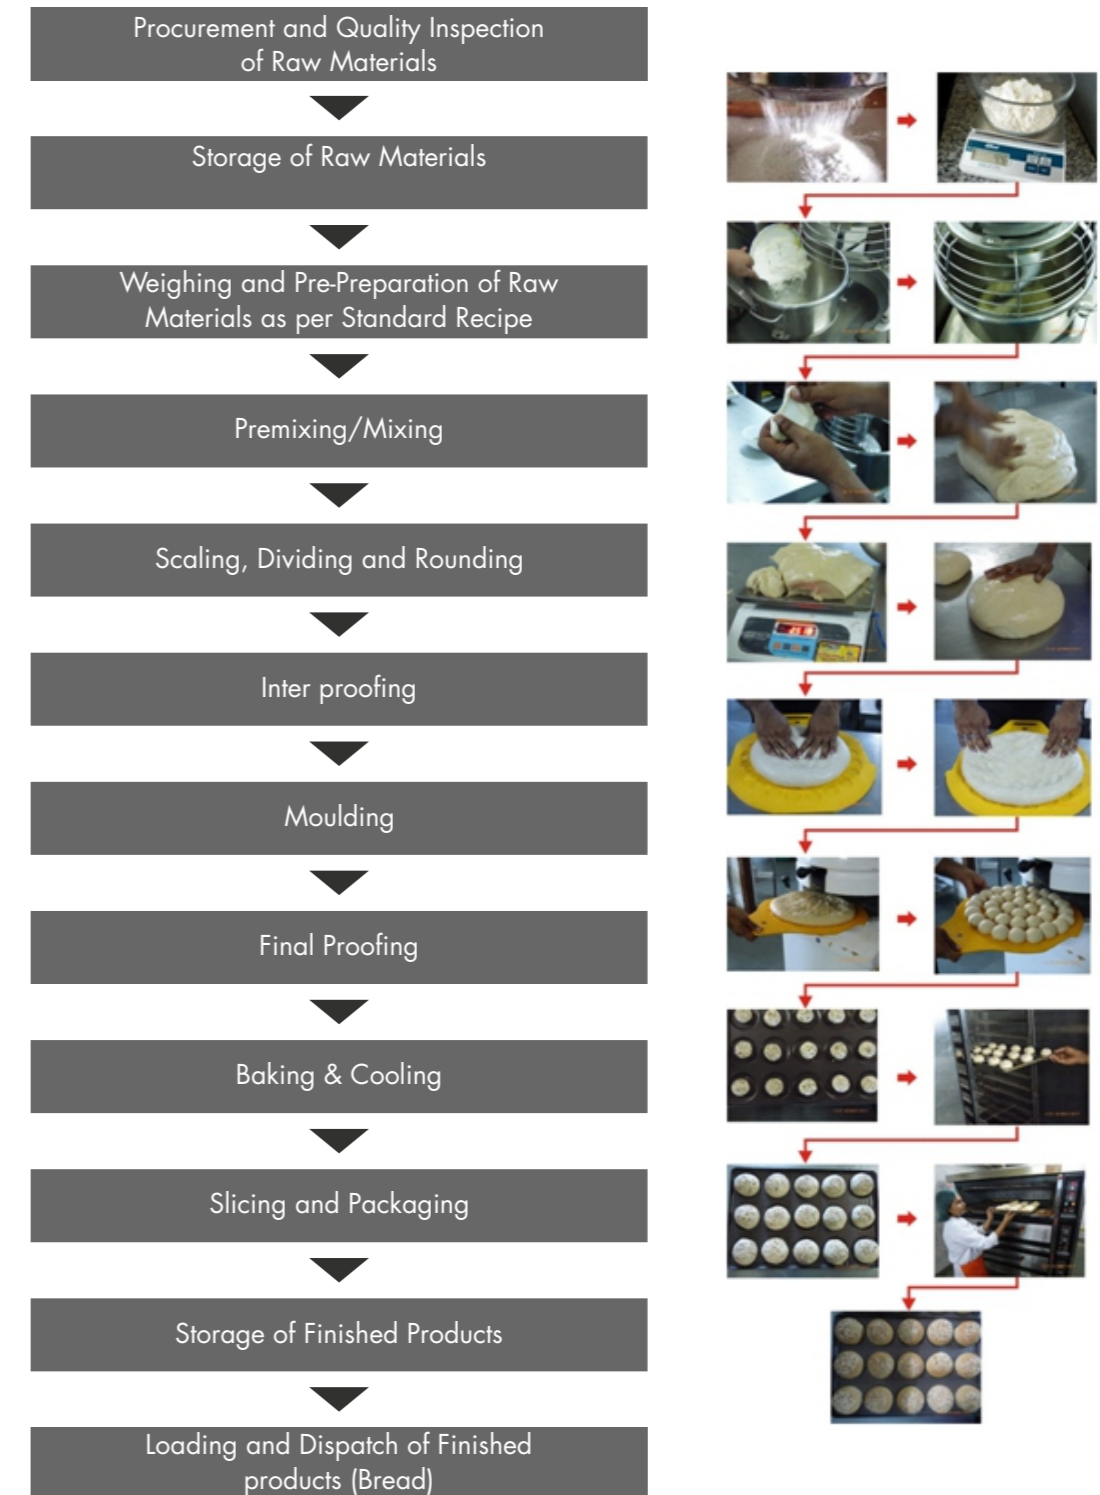 Procurement and Quality Inspection
of Raw Materials
Storage of Raw Materials
Weighing and Pre-Preparation of Raw
Materials as per Standard Recipe
Premixing/Mixing
Scaling, Dividing and Rounding
Inter proofing
Moulding
Final Proofing
Baking & Cooling
Slicing and Packaging
Storage of Finished Products
Loading and Dispatch of Finished
products (Bread)